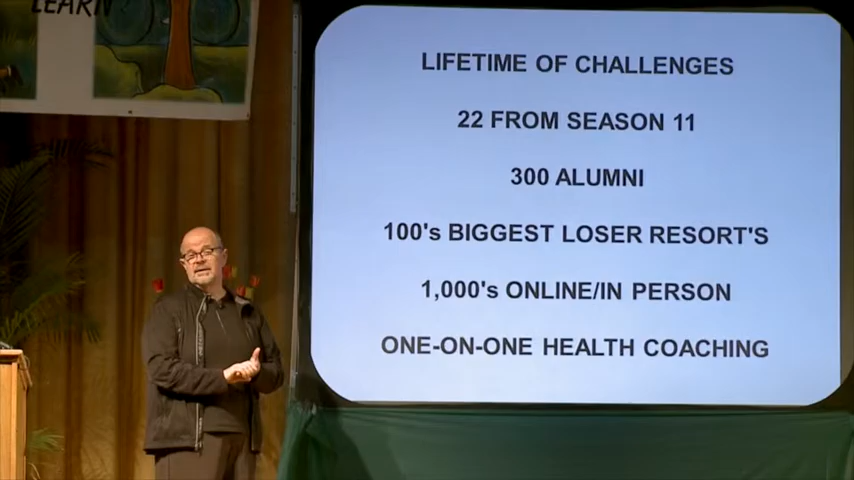 LEARN
LIFETIME OF CHALLENGES
22 FROM SEASON 11
300 ALUMNI
100's BIGGEST LOSER RESORT'S
1,000's ONLINE/IN PERSON
ONE-ON-ONE HEALTH COACHING